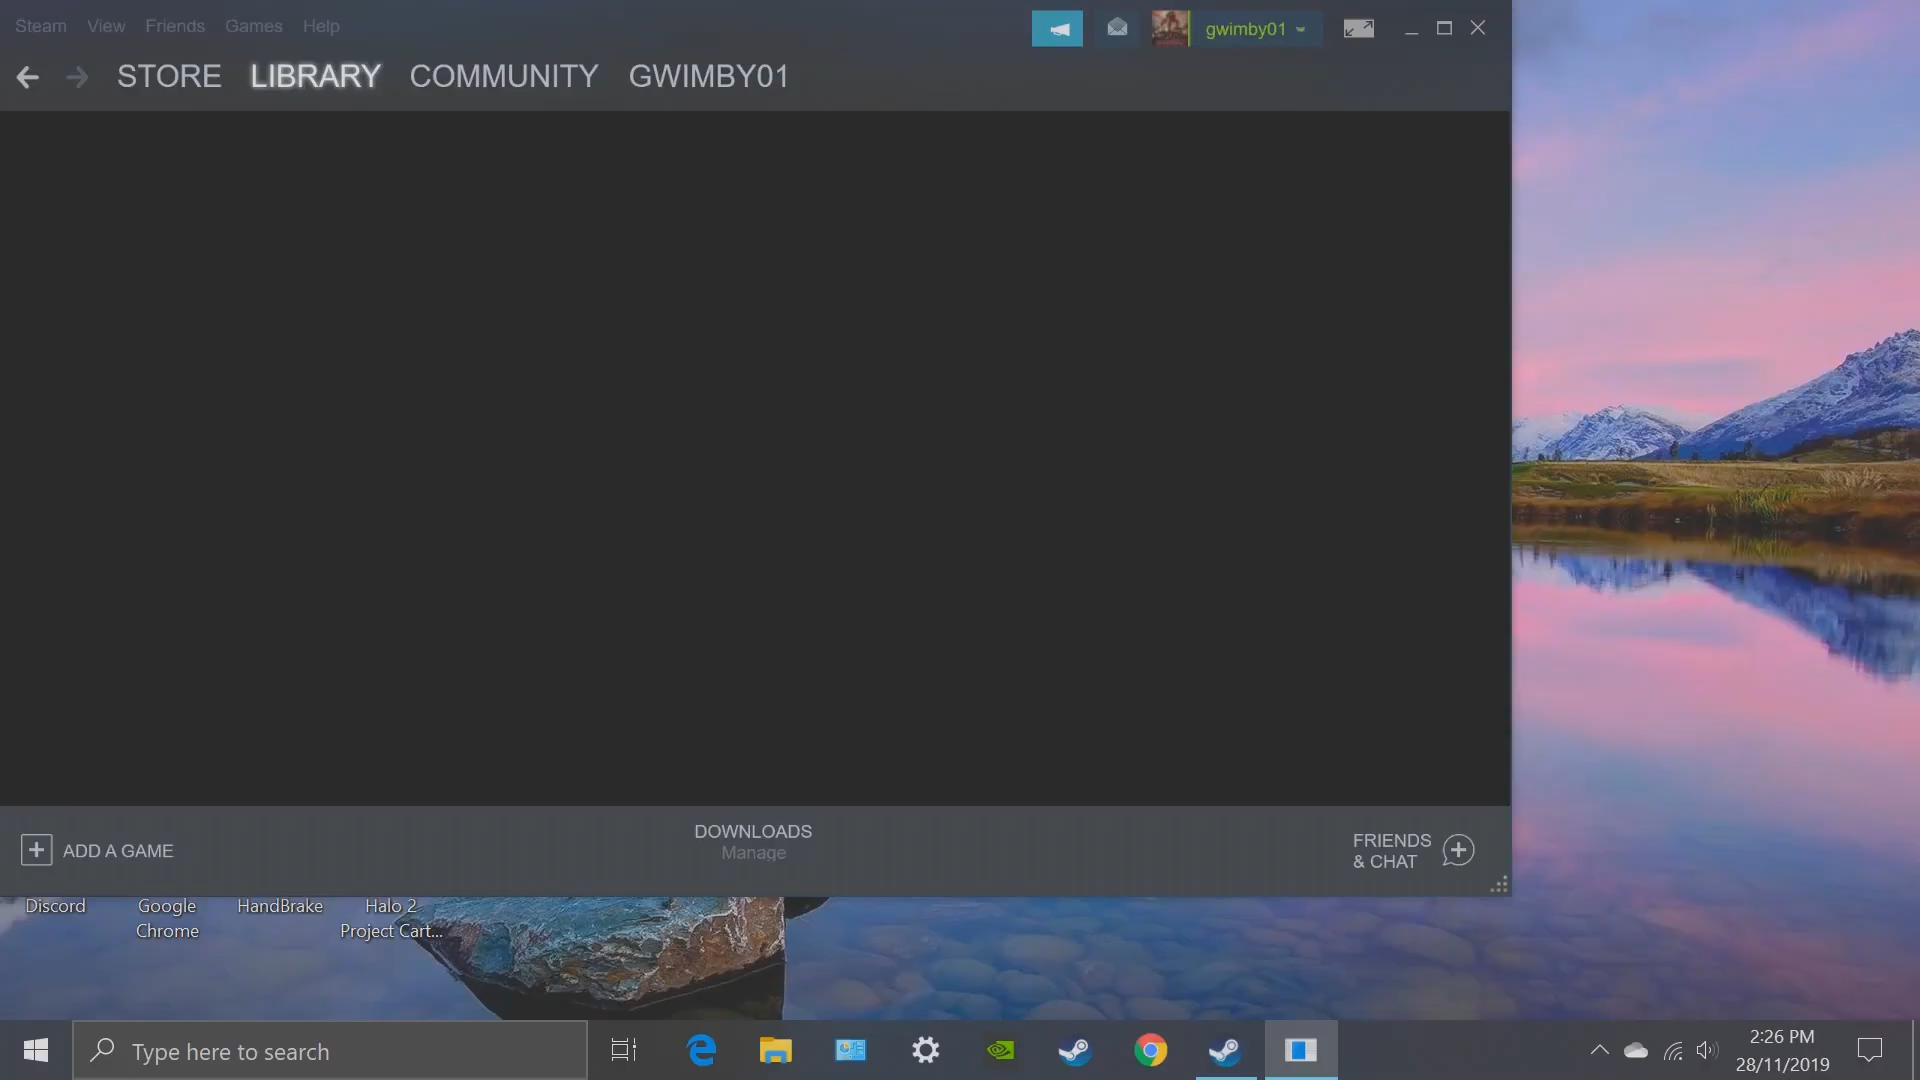 Steam View Friends Games Help
gwimby01
STORE LIBRARY COMMUNITY GWIMBY01
ADD A GAME
DOWNLOADS
Manage
FRIENDS
& CHAT
Discord
Google
Chrome
HandBrake
Halo 2
Project Cart...
Type here to search
2:26 PM
28/11/2019